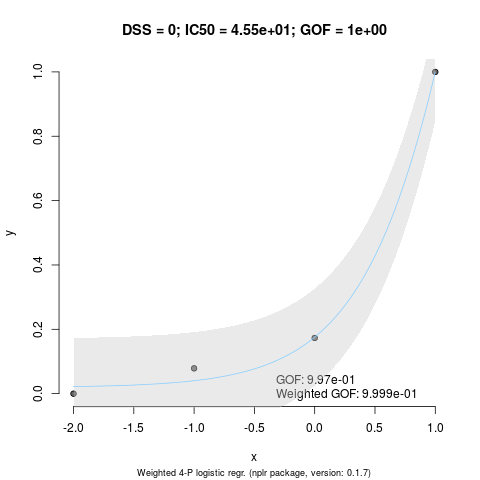 DSS = 0; IC50 = 4.55e+01; GOF = 1e+00
1.0
0.8
0.6
0.4
0.2
0.0
y
GOF: 9.97e-01
Weighted GOF: 9.999e-01
-2.0 -1.5 -1.0 -0.5 0.0 0.5 1.0
x
Weighted 4-P logistic regr. (nplr package, version: 0.1.7)